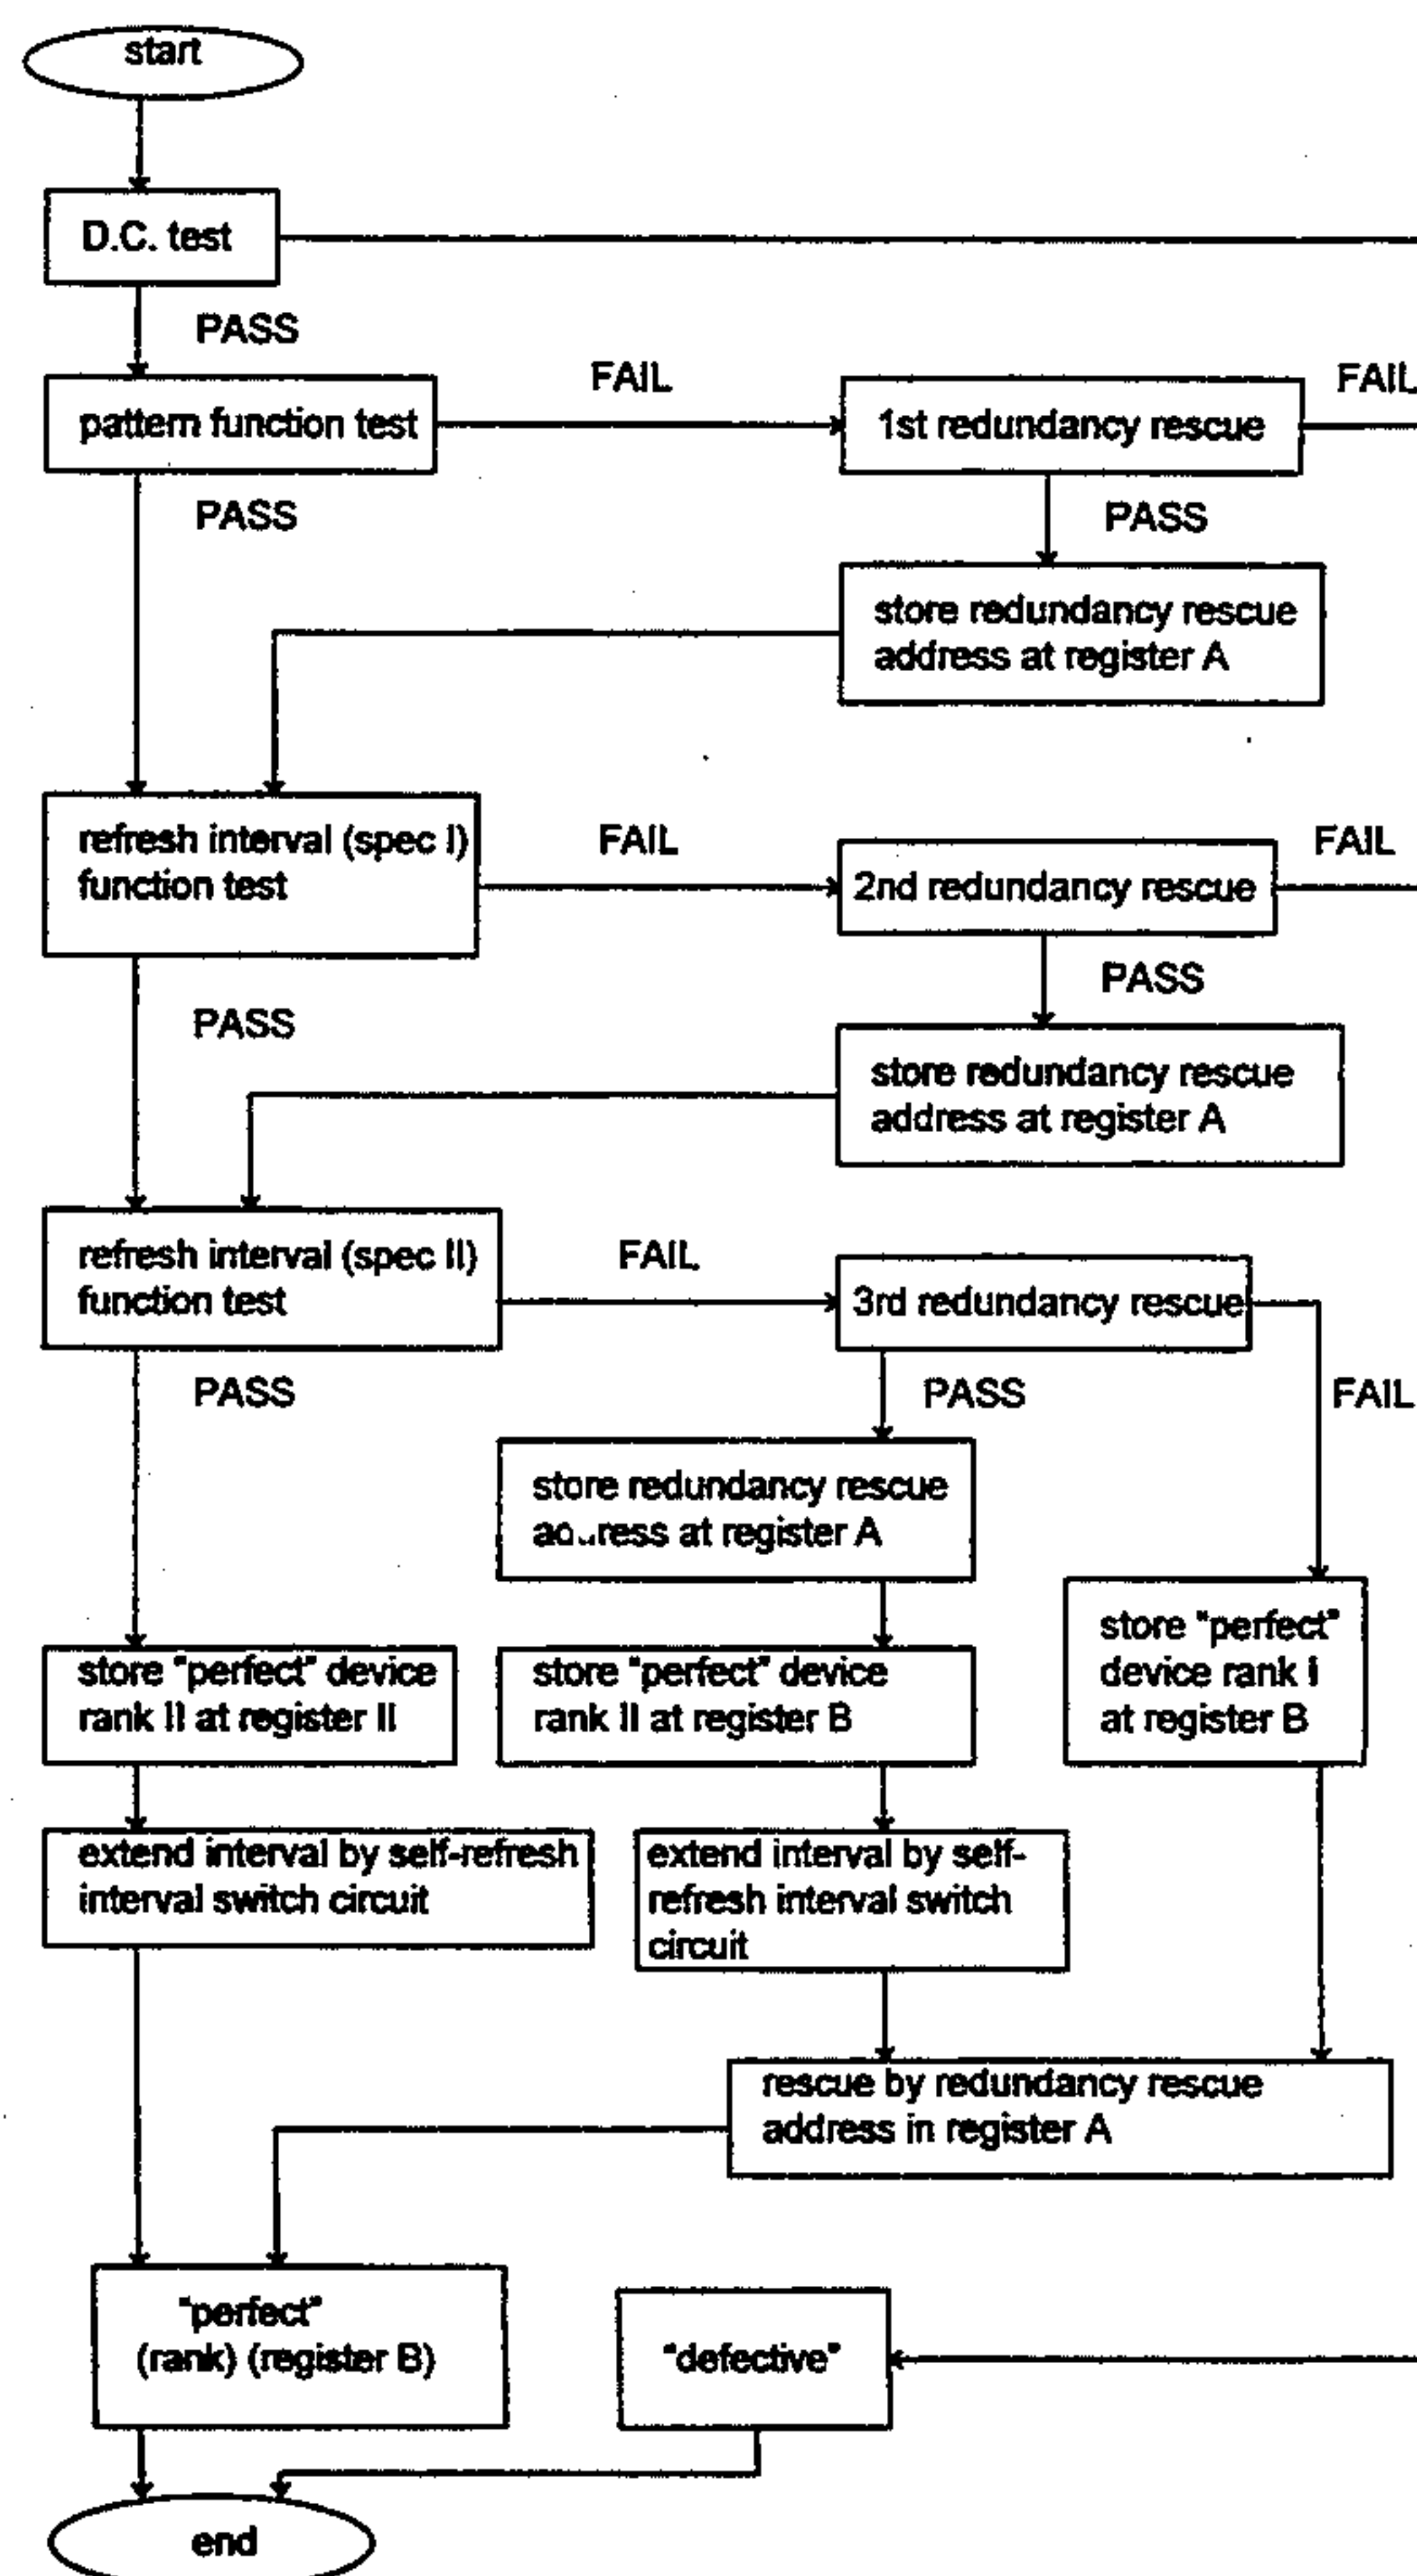 start
D.C. test
PASS
pattern function test
FAIL
1st redundancy rescue
FAIL
PASS
PASS
store redundancy rescue
address at register A
refresh interval (spec I)
function test
FAIL
2nd redundancy rescue
FAIL
PASS
PASS
store redundancy rescue
address at register A
refresh interval (spec II)
function test
FAIL
3rd redundancy rescue
PASS
PASS
FAIL
store redundancy rescue
address at register A
store "perfect"
device rank I
at register B
store "perfect" device
rank II at register II
store "perfect" device
rank II at register B
extend interval by self-refresh
interval switch circuit
extend interval by self-
refresh interval switch
circuit
rescue by redundancy rescue
address in register A
"perfect"
(rank) (register B)
"defective"
end